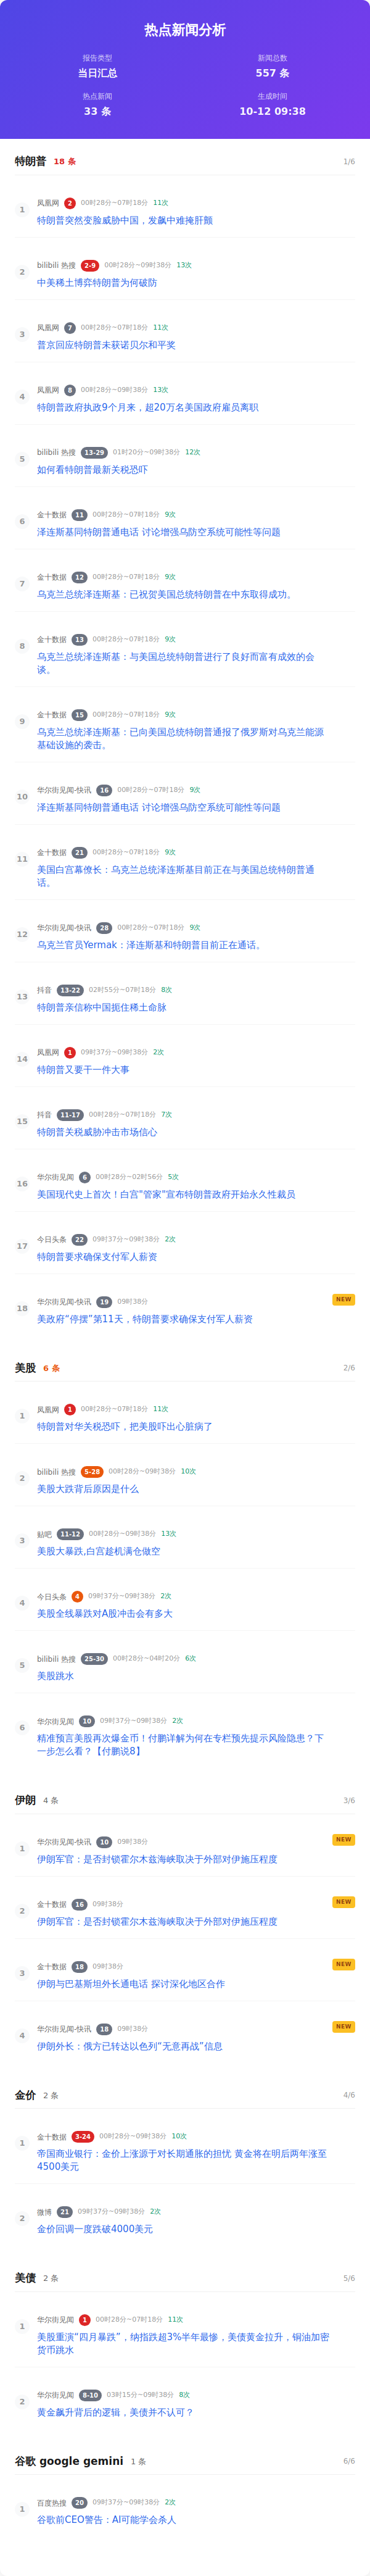 热点新闻分析
报告类型
新闻总数
当日汇总
557 条
热点新闻
生成时间
33 条
10-12 09:38
特朗普 18 条 1/6
1
凤凰网 2 00时28分~07时18分 11次
特朗普突然变脸威胁中国，发飙中难掩肝颤
2
bilibili 热搜 2-9 00时28分~09时38分 13次
中美稀土博弈特朗普为何破防
3
凤凰网 7 00时28分~07时18分 11次
普京回应特朗普未获诺贝尔和平奖
4
凤凰网 8 00时28分~09时38分 13次
特朗普政府执政9个月来，超20万名美国政府雇员离职
5
bilibili 热搜 13-29 01时20分~09时38分 12次
如何看特朗普最新关税恐吓
6
金十数据 11 00时28分~07时18分 9次
泽连斯基同特朗普通电话 讨论增强乌防空系统可能性等问题
7
金十数据 12 00时28分~07时18分 9次
乌克兰总统泽连斯基：已祝贺美国总统特朗普在中东取得成功。
8
金十数据 13 00时28分~07时18分 9次
乌克兰总统泽连斯基：与美国总统特朗普进行了良好而富有成效的会
谈。
9
金十数据 15 00时28分~07时18分 9次
乌克兰总统泽连斯基：已向美国总统特朗普通报了俄罗斯对乌克兰能源
基础设施的袭击。
10
华尔街见闻-快讯 16 00时28分~07时18分 9次
泽连斯基同特朗普通电话 讨论增强乌防空系统可能性等问题
11
金十数据 21 00时28分~07时18分 9次
美国白宫幕僚长：乌克兰总统泽连斯基目前正在与美国总统特朗普通
话。
12
华尔街见闻-快讯 28 00时28分~07时18分 9次
乌克兰官员Yermak：泽连斯基和特朗普目前正在通话。
13
抖音 13-22 02时55分~07时18分 8次
特朗普亲信称中国扼住稀土命脉
14
凤凰网 1 09时37分~09时38分 2次
特朗普又要干一件大事
15
抖音 11-17 00时28分~07时18分 7次
特朗普关税威胁冲击市场信心
16
华尔街见闻 6 00时28分~02时56分 5次
美国现代史上首次！白宫"管家"宣布特朗普政府开始永久性裁员
17
今日头条 22 09时37分~09时38分 2次
特朗普要求确保支付军人薪资
18
华尔街见闻-快讯 19 09时38分 NEW
美政府“停摆”第11天，特朗普要求确保支付军人薪资
美股 6 条 2/6
1
凤凰网 1 00时28分~07时18分 11次
特朗普对华关税恐吓，把美股吓出心脏病了
2
bilibili 热搜 5-28 00时28分~09时38分 10次
美股大跌背后原因是什么
3
贴吧 11-12 00时28分~09时38分 13次
美股大暴跌,白宫趁机满仓做空
4
今日头条 4 09时37分~09时38分 2次
美股全线暴跌对A股冲击会有多大
5
bilibili 热搜 25-30 00时28分~04时20分 6次
美股跳水
6
华尔街见闻 10 09时37分~09时38分 2次
精准预言美股再次爆金币！付鹏详解为何在专栏预先提示风险隐患？下
一步怎么看？【付鹏说8】
伊朗 4 条 3/6
1
华尔街见闻-快讯 10 09时38分 NEW
伊朗军官：是否封锁霍尔木兹海峡取决于外部对伊施压程度
2
金十数据 16 09时38分 NEW
伊朗军官：是否封锁霍尔木兹海峡取决于外部对伊施压程度
3
金十数据 18 09时38分 NEW
伊朗与巴基斯坦外长通电话 探讨深化地区合作
4
华尔街见闻-快讯 18 09时38分 NEW
伊朗外长：俄方已转达以色列“无意再战”信息
金价 2 条 4/6
1
金十数据 3-24 00时28分~09时38分 10次
帝国商业银行：金价上涨源于对长期通胀的担忧 黄金将在明后两年涨至
4500美元
2
微博 21 09时37分~09时38分 2次
金价回调一度跌破4000美元
美债 2 条 5/6
1
华尔街见闻 1 00时28分~07时18分 11次
美股重演“四月暴跌”，纳指跌超3%半年最惨，美债黄金拉升，铜油加密
货币跳水
2
华尔街见闻 8-10 03时15分~09时38分 8次
黄金飙升背后的逻辑，美债并不认可？
谷歌 google gemini 1 条 6/6
1
百度热搜 20 09时37分~09时38分 2次
谷歌前CEO警告：AI可能学会杀人